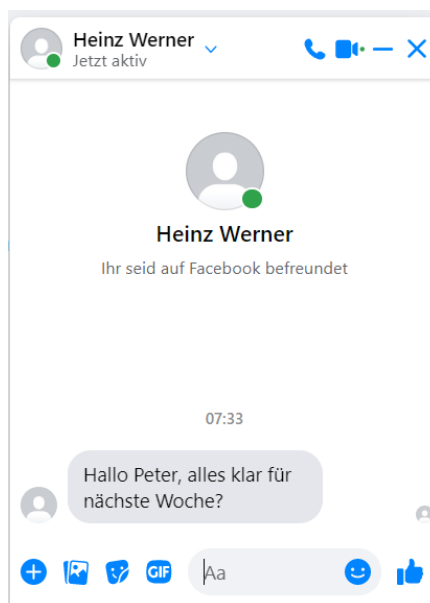 Heinz Werner
Jetzt aktiv
Heinz Werner
Ihr seid auf Facebook befreundet
07:33
Hallo Peter, alles klar für
nächste Woche?
GIF
Aa